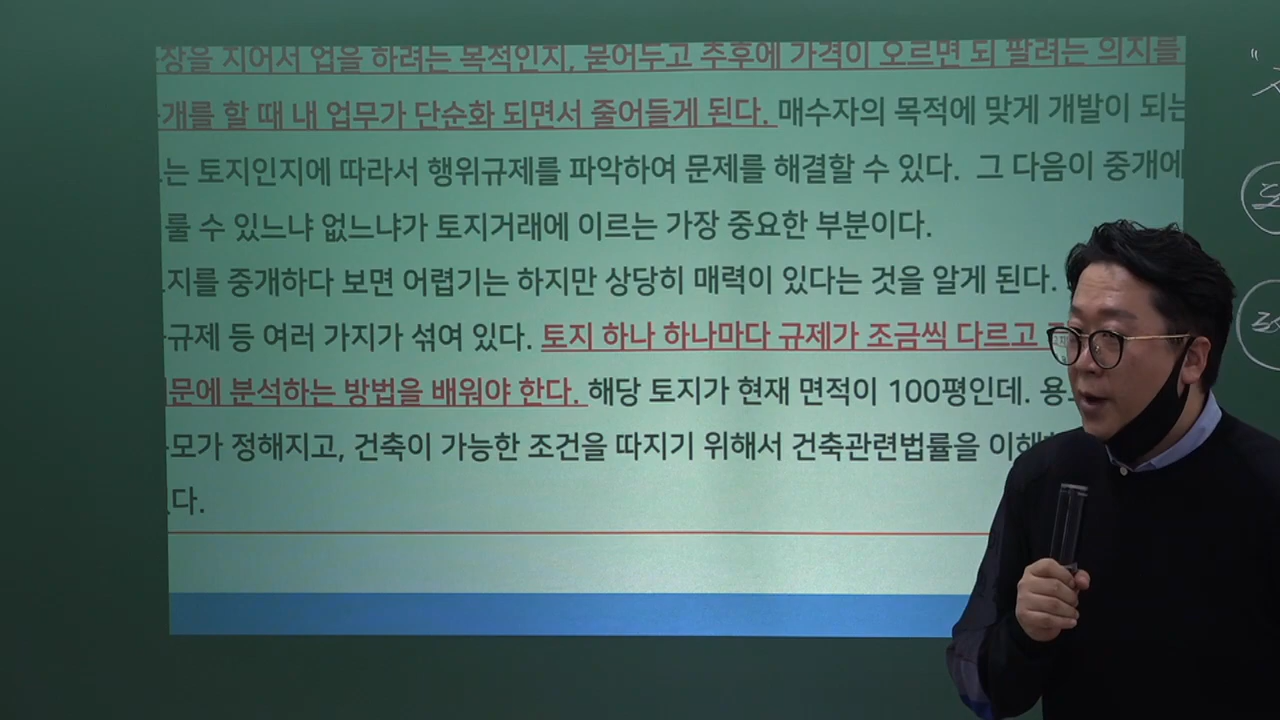 지어서 업을 하려는 목적인지, 묻어두고 추후에 가격이 오르면 되 팔려는 의지를
개를 할 때 내 업무가 단순화 되면서 줄어들게 된다. 매수자의 목적에 맞게 개발이 되는
는 토지인지에 따라서 행위규제를 파악하여 문제를 해결할 수 있다. 그 다음이 중개에
룰 수 있느냐 없느냐가 토지거래에 이르는 가장 중요한 부분이다.
지를 중개하다 보면 어렵기는 하지만 상당히 매력이 있다는 것을 알게 된다.
규제 등 여러 가지가 섞여 있다. 토지 하나 하나마다 규제가 조금씩 다르고
문에 분석하는 방법을 배워야 한다. 해당 토지가 현재 면적이 100평인데. 용
모가 정해지고, 건축이 가능한 조건을 따지기 위해서 건축관련법률을
다.